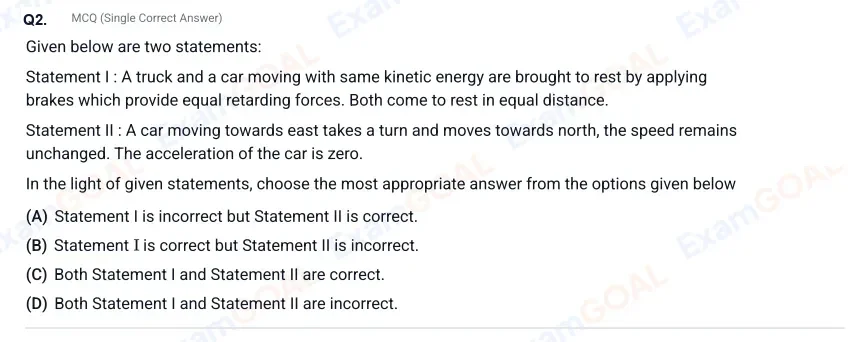 Q2. MCQ (Single Correct Answer)
Given below are two statements:
Statement I : A truck and a car moving with same kinetic energy are brought to rest by applying
brakes which provide equal retarding forces. Both come to rest in equal distance.
Statement II : A car moving towards east takes a turn and moves towards north, the speed remains
unchanged. The acceleration of the car is zero.
In the light of given statements, choose the most appropriate answer from the options given below
(A) Statement I is incorrect but Statement II is correct.
(B) Statement I is correct but Statement II is incorrect.
(C) Both Statement I and Statement II are correct.
(D) Both Statement I and Statement II are incorrect.
ExamGOAL